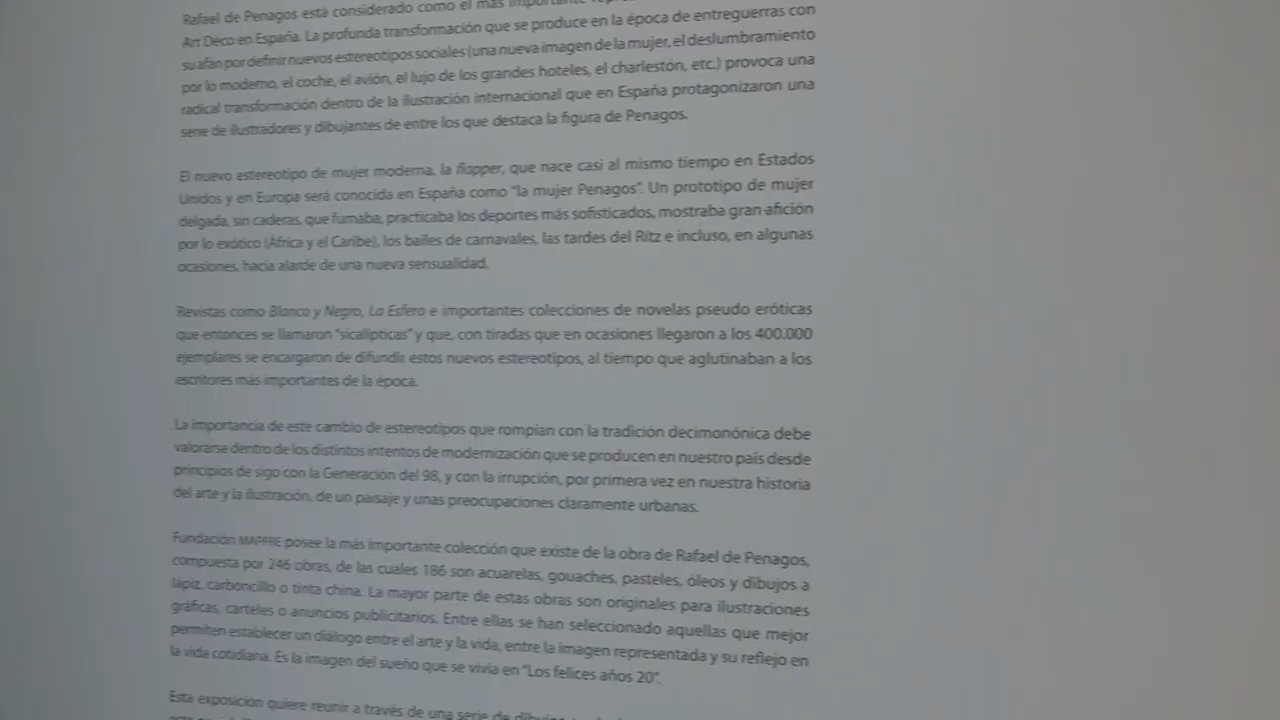 Rafael de Penagos está considerado como el más importante
Art Déco en España. La profunda transformación que se produce en la época de entreguerras con
su afán por definir nuevos estereotipos sociales (una nueva imagen de la mujer, el deslumbramiento
por lo moderno, el coche, el avión, el lujo de los grandes hoteles, el charlestón, etc.) provoca una
radical transformación dentro de la ilustración internacional que en España protagonizaron una
serie de ilustradores y dibujantes de entre los que destaca la figura de Penagos.
El nuevo estereotipo de mujer moderna, la flapper, que nace casi al mismo tiempo en Estados
Unidos y en Europa será conocida en España como "la mujer Penagos". Un prototipo de mujer
delgada, sin caderas, que fumaba, practicaba los deportes más sofisticados, mostraba gran afición
por lo exótico (África y el Caribe), los bailes de carnavales, las tardes del Ritz e incluso, en algunas
ocasiones, hacía alarde de una nueva sensualidad.
Revistas como Blanco y Negro, La Esfera e importantes colecciones de novelas pseudo eróticas
que entonces se llamaron "sicalípticas" y que, con tiradas que en ocasiones llegaron a los 400.000
ejemplares se encargaron de difundir estos nuevos estereotipos, al tiempo que aglutinaban a los
escritores más importantes de la época.
La importancia de este cambio de estereotipos que rompían con la tradición decimonónica debe
valorarse dentro de los distintos intentos de modernización que se producen en nuestro país desde
principios de sigo con la Generación del 98, y con la irrupción, por primera vez en nuestra historia
del arte y la ilustración, de un paisaje y unas preocupaciones claramente urbanas.
Fundación MAPFRE posee la más importante colección que existe de la obra de Rafael de Penagos,
compuesta por 246 obras, de las cuales 186 son acuarelas, gouaches, pasteles, óleos y dibujos a
lápiz, carboncillo o tinta china. La mayor parte de estas obras son originales para ilustraciones
gráficas, carteles o anuncios publicitarios. Entre ellas se han seleccionado aquellas que mejor
permiten establecer un diálogo entre el arte y la vida, entre la imagen representada y su reflejo en
la vida cotidiana. Es la imagen del sueño que se vivía en "Los felices años 20".
Esta exposición quiere reunir a través de una serie de